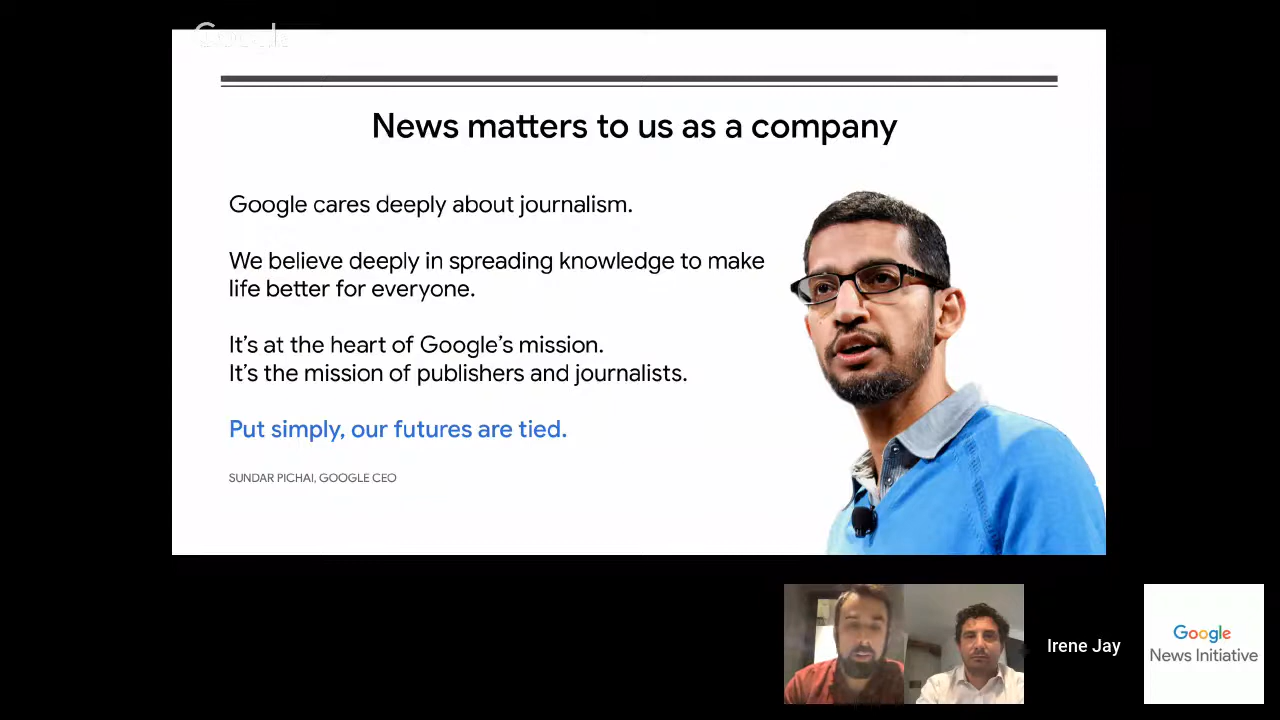 Google
News matters to us as a company
Google cares deeply about journalism.
We believe deeply in spreading knowledge to make
life better for everyone.
It’s at the heart of Google’s mission.
It’s the mission of publishers and journalists.
Put simply, our futures are tied.
SUNDAR PICHAI, GOOGLE CEO
Irene Jay
Google
News Initiative